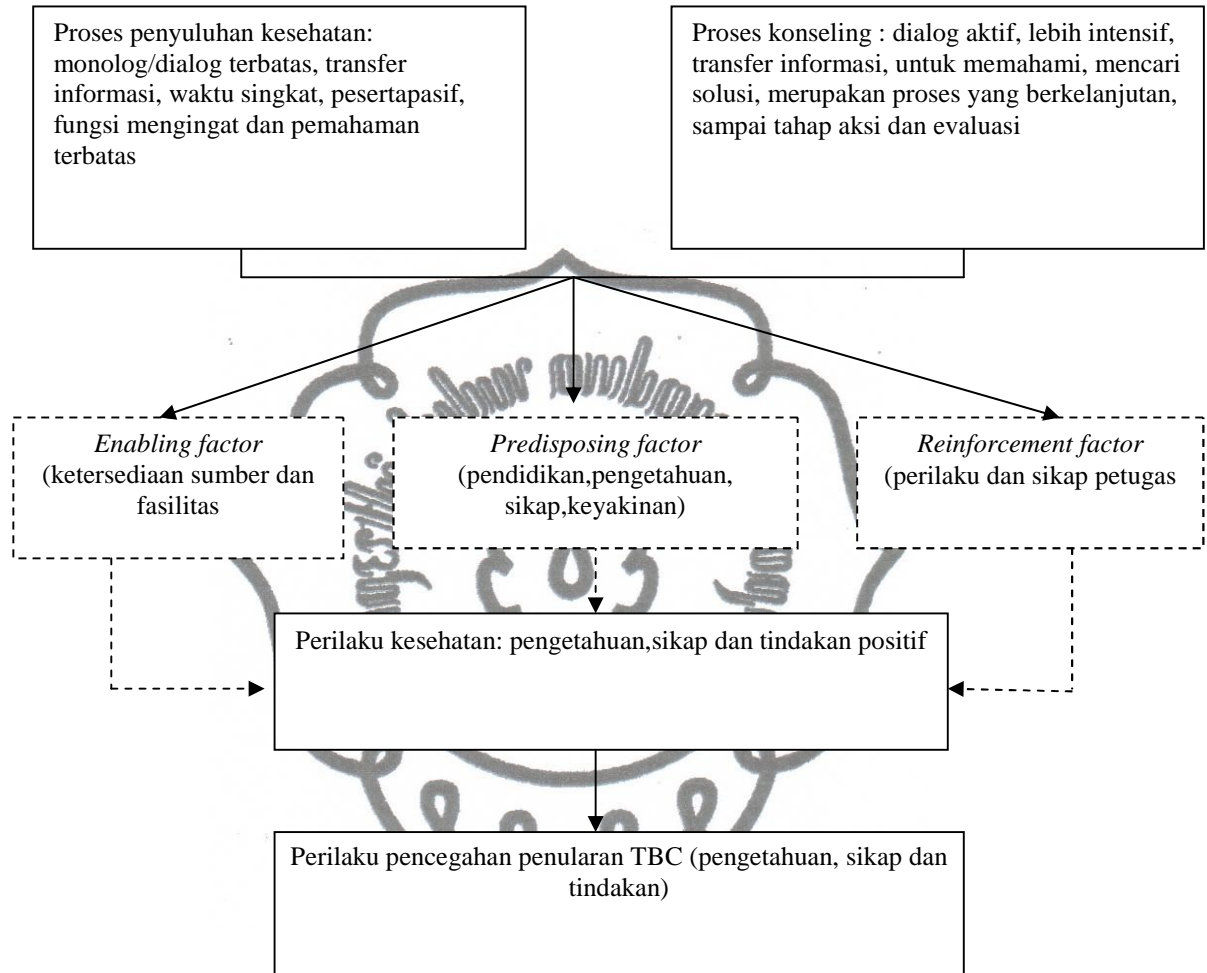 Proses penyuluhan kesehatan:
monolog/dialog terbatas, transfer
informasi, waktu singkat, pesertapasif,
fungsi mengingat dan pemahaman
terbatas
Proses konseling : dialog aktif, lebih intensif,
transfer informasi, untuk memahami, mencari
solusi, merupakan proses yang berkelanjutan,
sampai tahap aksi dan evaluasi
Enabling factor
(ketersediaan sumber dan
fasilitas
Predisposing factor
(pendidikan,pengetahuan,
sikap,keyakinan)
Reinforcement factor
(perilaku dan sikap petugas
Perilaku kesehatan: pengetahuan,sikap dan tindakan positif
Perilaku pencegahan penularan TBC (pengetahuan, sikap dan
tindakan)